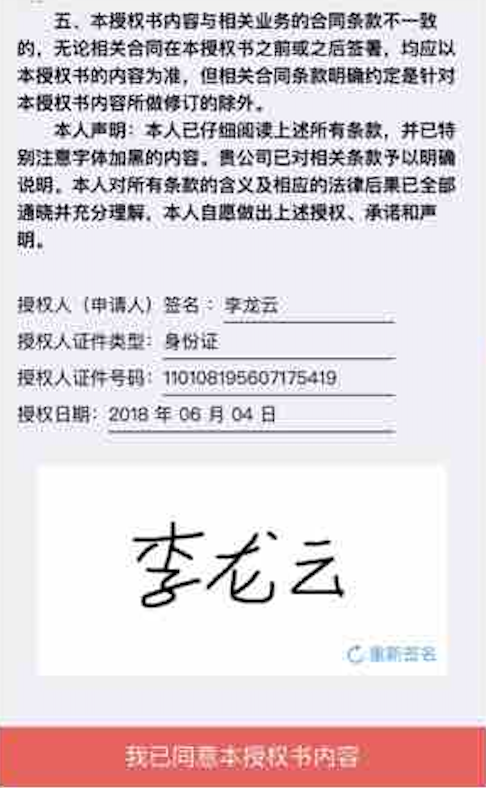 五、本授权书内容与相关业务的合同条款不一致
的，无论相关合同在本授权书之前或之后签署，均应以
本授权书的内容为准，但相关合同条款明确约定是针对
本授权书内容所做修订的除外。
本人声明：本人已仔细阅读上述所有条款，并已特
别注意字体加黑的内容。贵公司已对相关条款予以明确
说明。本人对所有条款的含义及相应的法律后果已全部
通晓并充分理解，本人自愿做出上述授权、承诺和声
明。
授权人（申请人）签名：李龙云
授权人证件类型：身份证
授权人证件号码：110108195607175419
授权日期：2018 年 06 月 04 日
李龙云
重新签名
我已同意本授权书内容